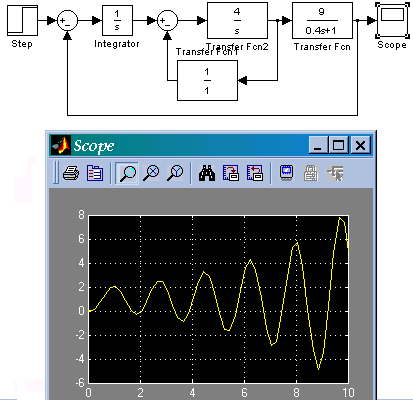 Step
+
-
1
s
Integrator
+
-
4
s
Transfer Fcn2
9
0.4s+1
Transfer Fcn
Scope
Transfer Fcn1
1
1
Scope
8
6
4
2
0
-2
-4
-6
0 2 4 6 8 10